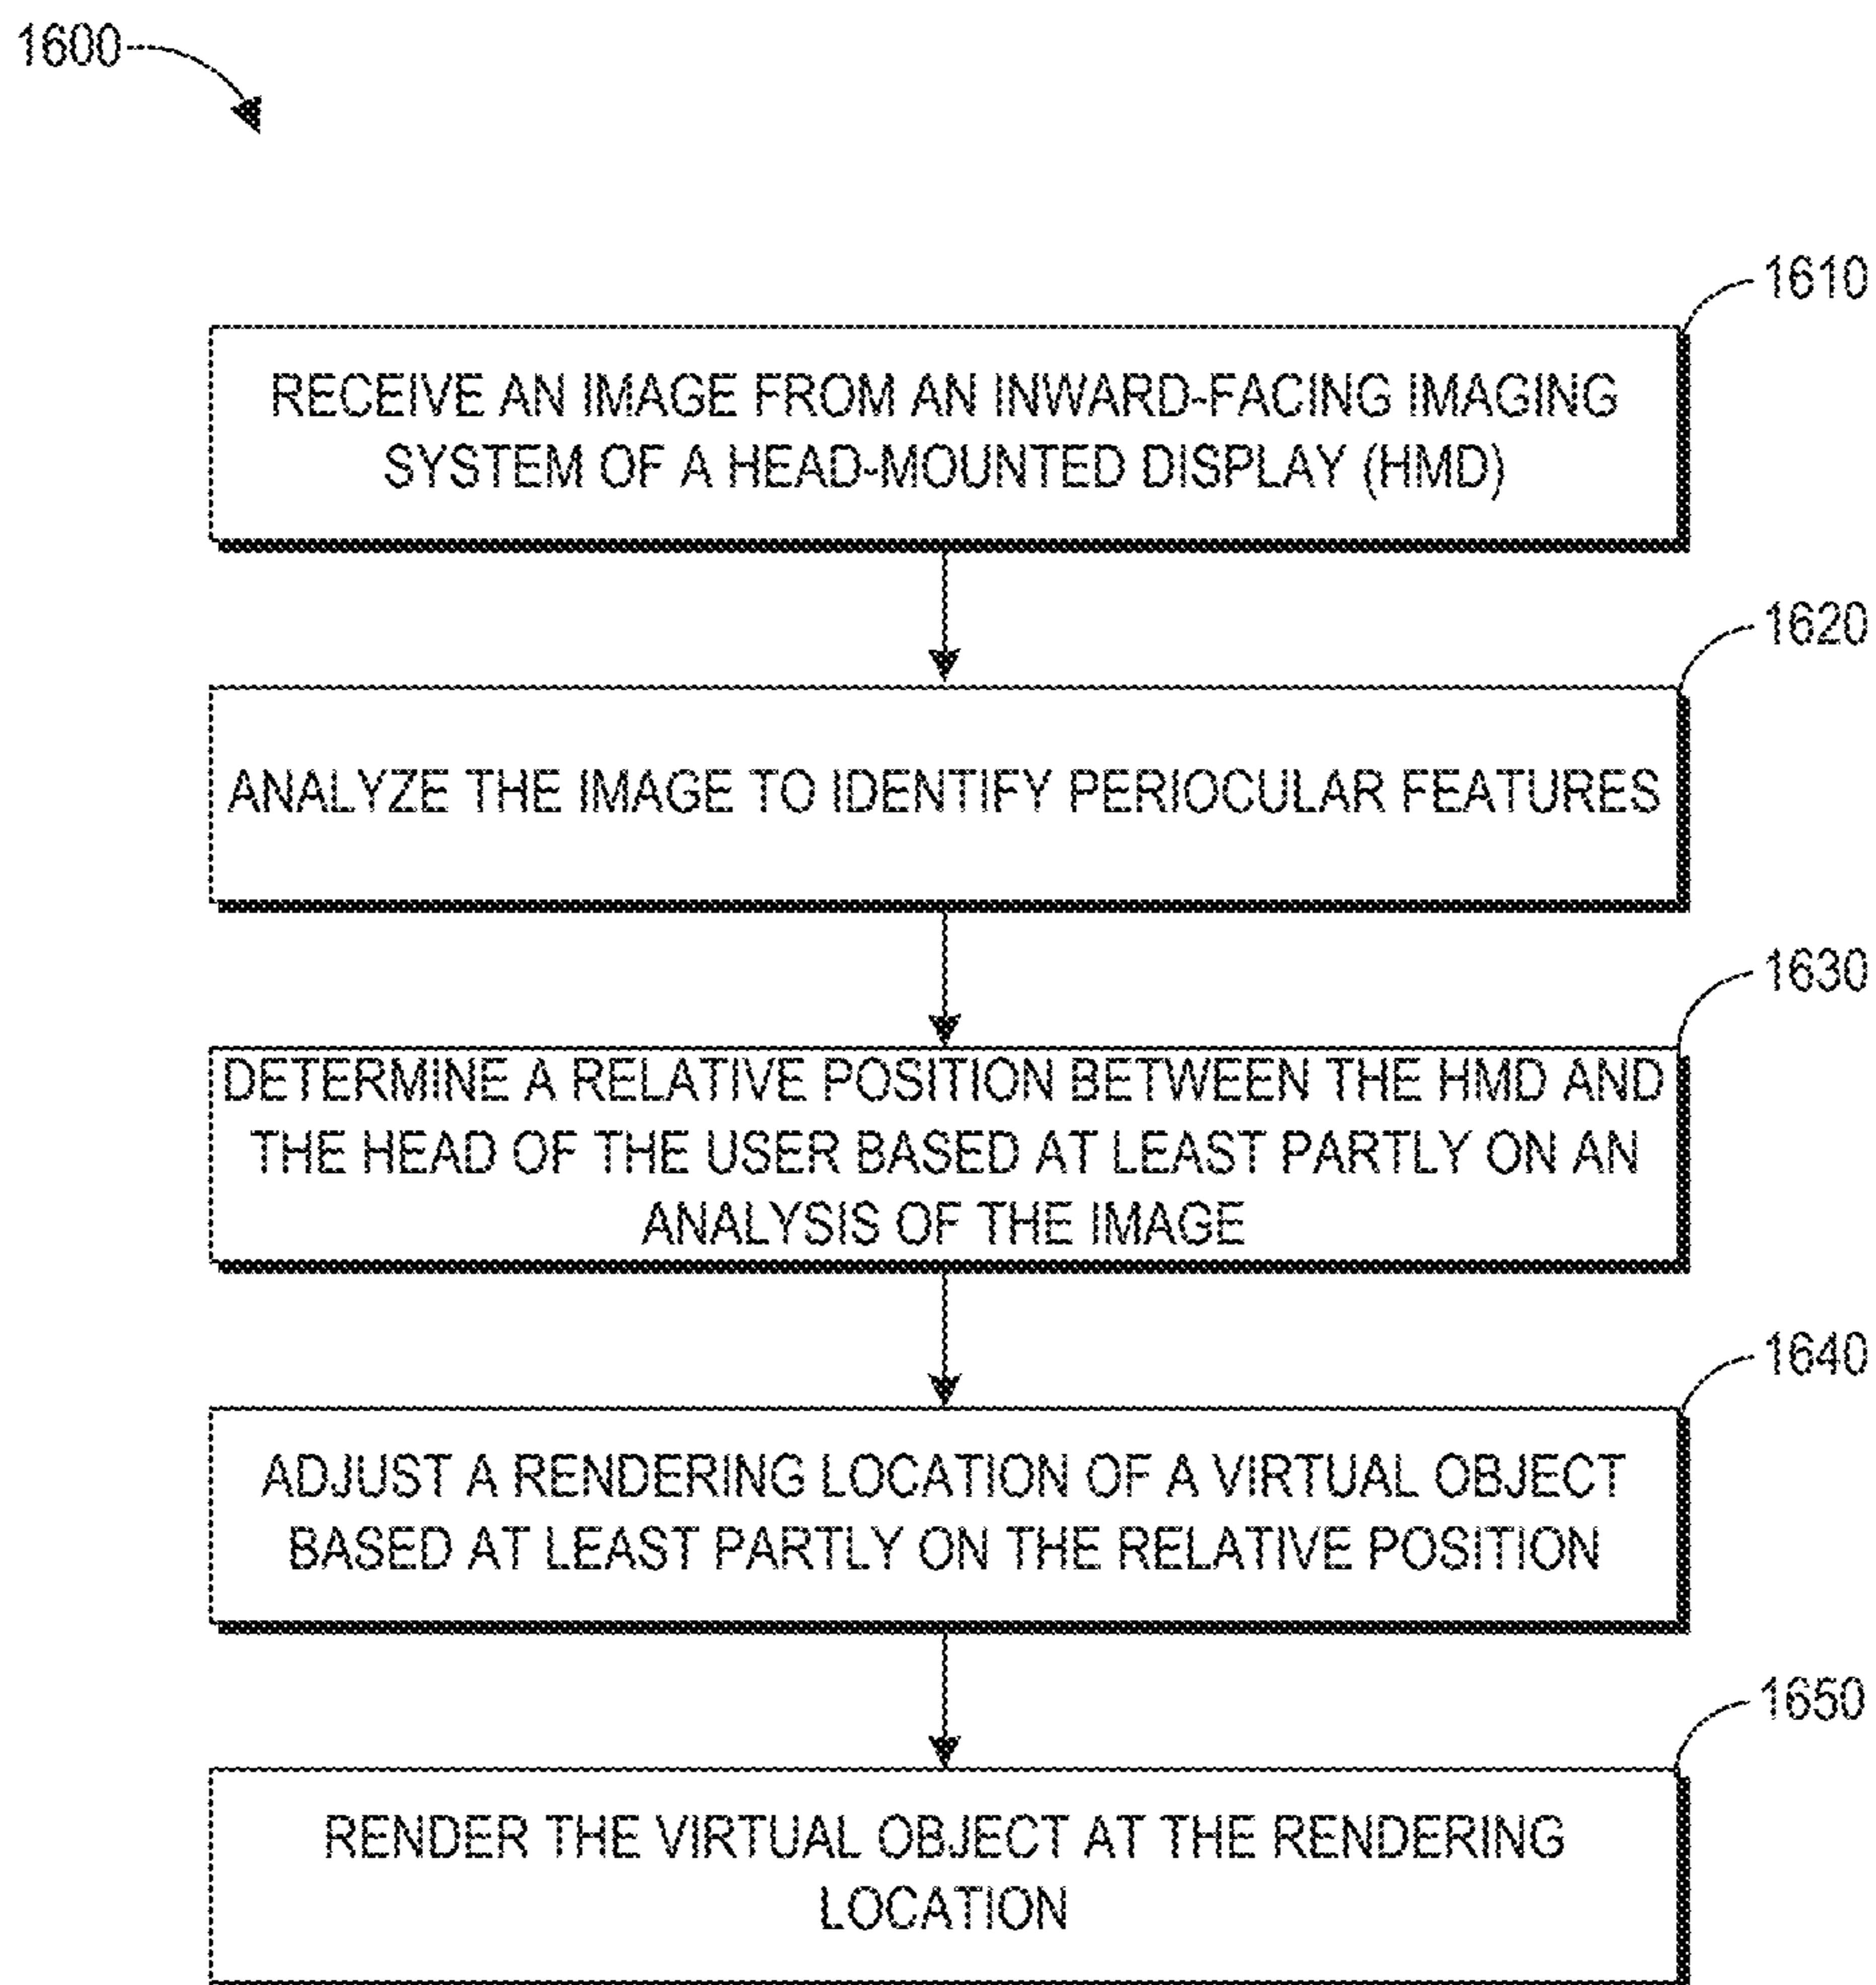 1600
1610
RECEIVE AN IMAGE FROM AN INWARD-FACING IMAGING
SYSTEM OF A HEAD-MOUNTED DISPLAY (HMD)
1620
ANALYZE THE IMAGE TO IDENTIFY PERIOCULAR FEATURES
1630
DETERMINE A RELATIVE POSITION BETWEEN THE HMD AND
THE HEAD OF THE USER BASED AT LEAST PARTLY ON AN
ANALYSIS OF THE IMAGE
1640
ADJUST A RENDERING LOCATION OF A VIRTUAL OBJECT
BASED AT LEAST PARTLY ON THE RELATIVE POSITION
1650
RENDER THE VIRTUAL OBJECT AT THE RENDERING
LOCATION